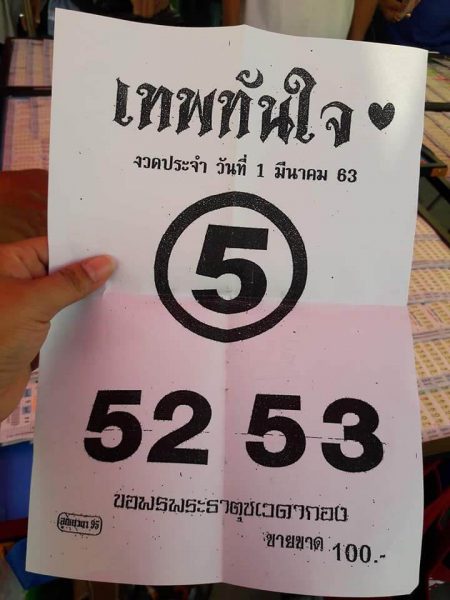 เทพทันใจ ♥
งวดประจำ วันที่ 1 มีนาคม 63
5
52 53
ขอพรพระธาตุชเวดากอง
ขายขาด 100.-